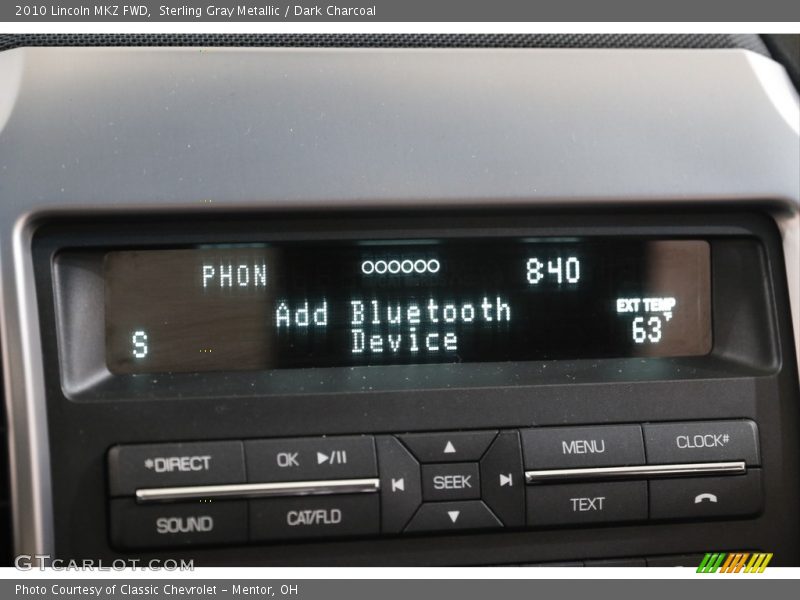 2010 Lincoln MKZ FWD,  Sterling Gray Metallic / Dark Charcoal
PHON oooooo 8:40
Add Bluetooth
Device
EXT TEMP
S 63°
*DIRECT OK ▶/II ▲ MENU CLOCK#
SEEK
SOUND CAT/FLD ▼ TEXT
GTCARLOT.COM
Photo Courtesy of Classic Chevrolet - Mentor, OH